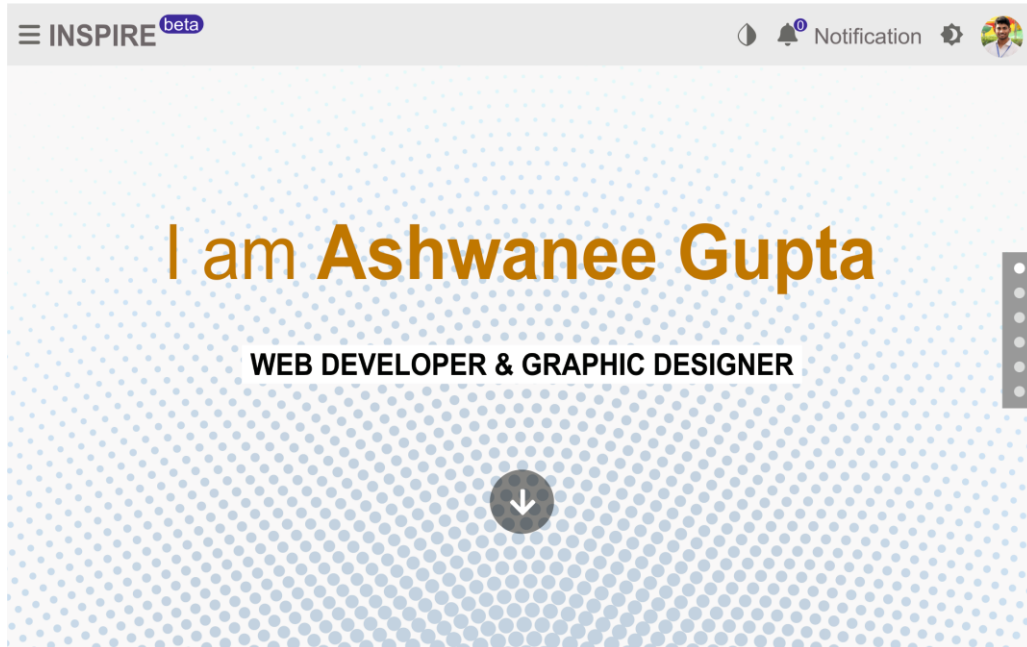 INSPIRE beta
0 Notification
I am Ashwanee Gupta
WEB DEVELOPER & GRAPHIC DESIGNER